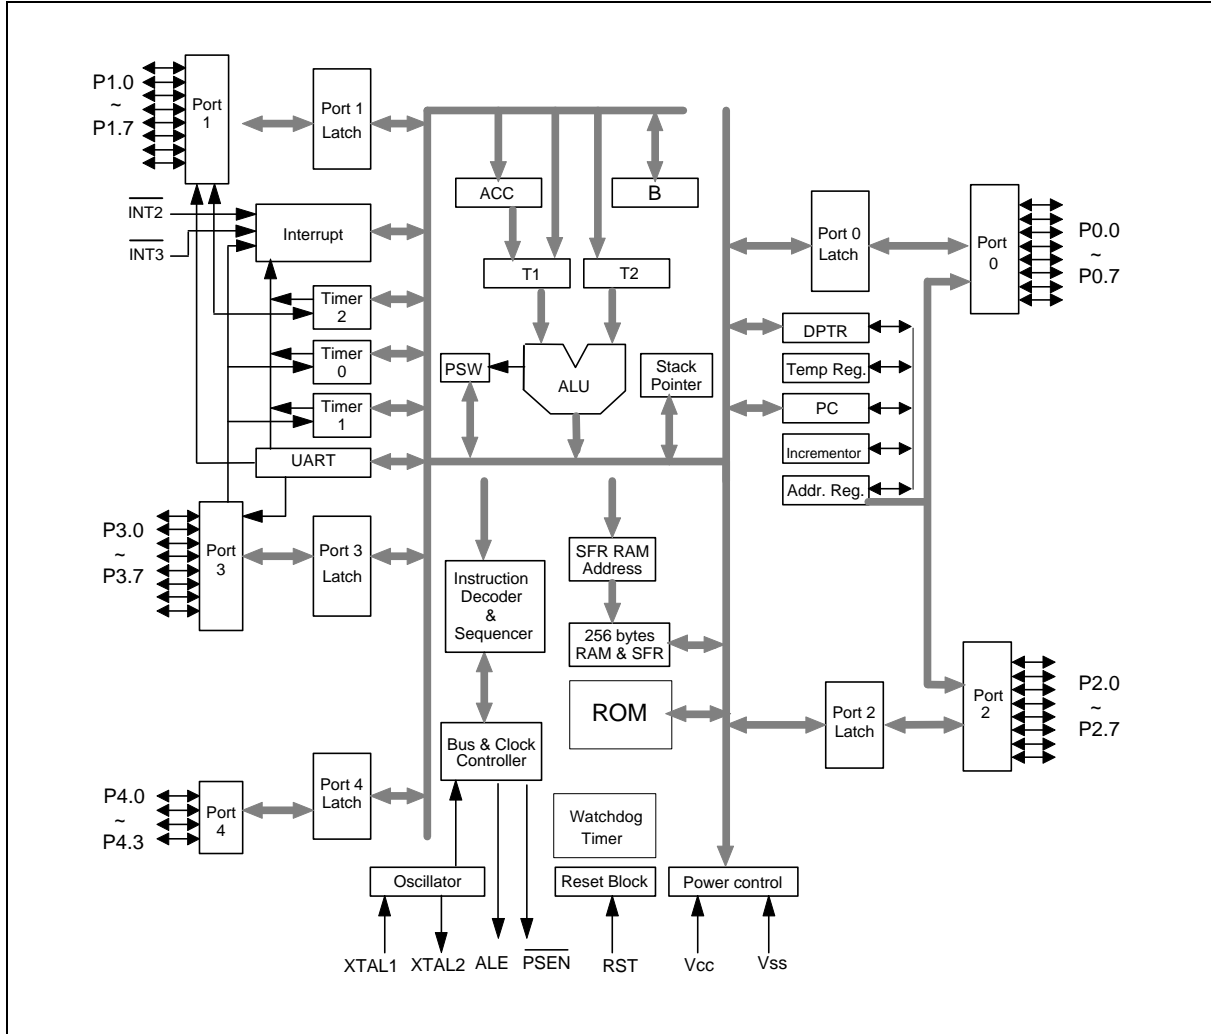 P1.0
~
P1.7
Port
1
Port 1
Latch
INT2
INT3
Interrupt
Timer
2
Timer
0
Timer
1
UART
P3.0
~
P3.7
Port
3
Port 3
Latch
P4.0
~
P4.3
Port
4
Port 4
Latch
ACC
B
T1
T2
PSW
ALU
Stack
Pointer
Instruction
Decoder
&
Sequencer
SFR RAM
Address
256 bytes
RAM & SFR
ROM
Bus & Clock
Controller
Watchdog
Timer
Oscillator
Reset Block
Power control
XTAL1
XTAL2
ALE
PSEN
RST
Vcc
Vss
Port 0
Latch
Port
0
P0.0
~
P0.7
DPTR
Temp Reg.
PC
Incrementor
Addr. Reg.
Port 2
Latch
Port
2
P2.0
~
P2.7